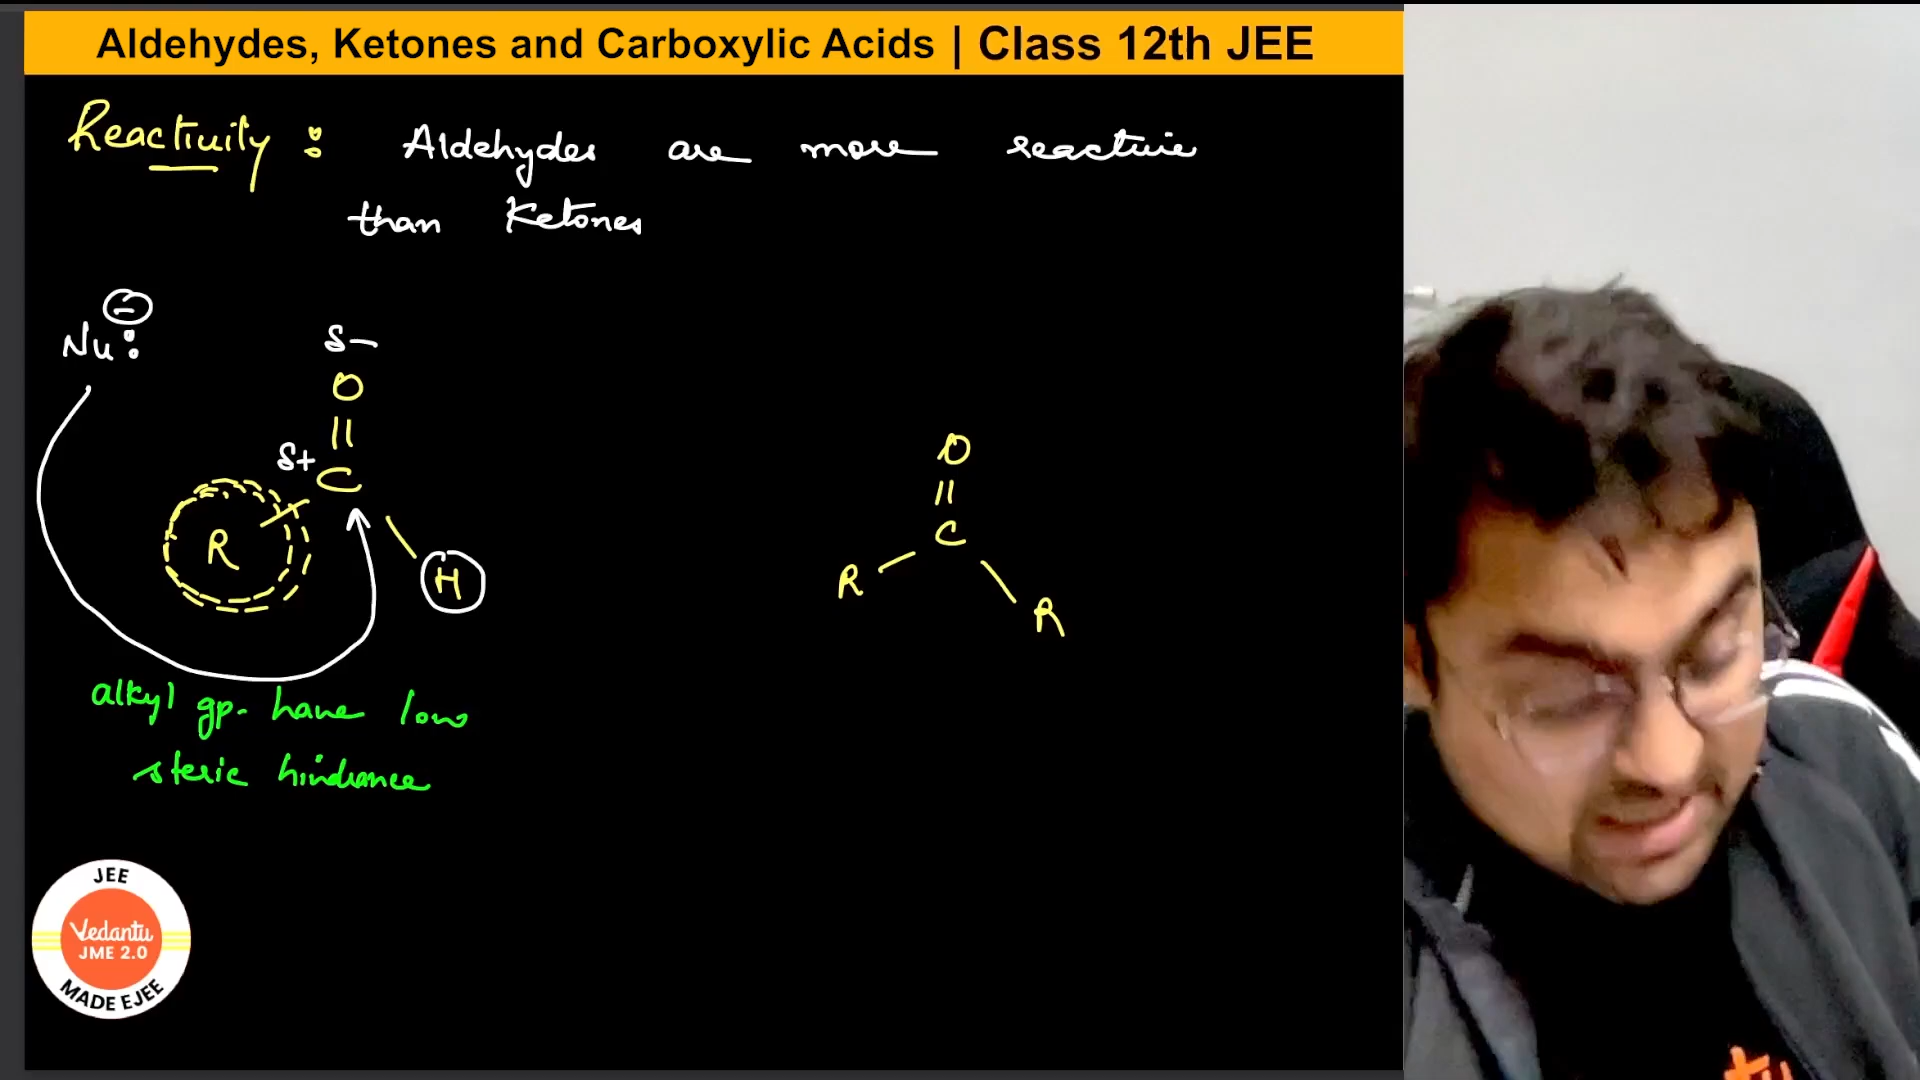 Aldehydes, Ketones and Carboxylic Acids | Class 12th JEE
Reactivity : Aldehydes are more reactive
than Ketones
Nu:⊖
δ−
O
||
δ+
C
R
H
O
||
C
R
R
alkyl gp. have low
steric hindrance
JEE
Vedantu
JME 2.0
MADE EJEE